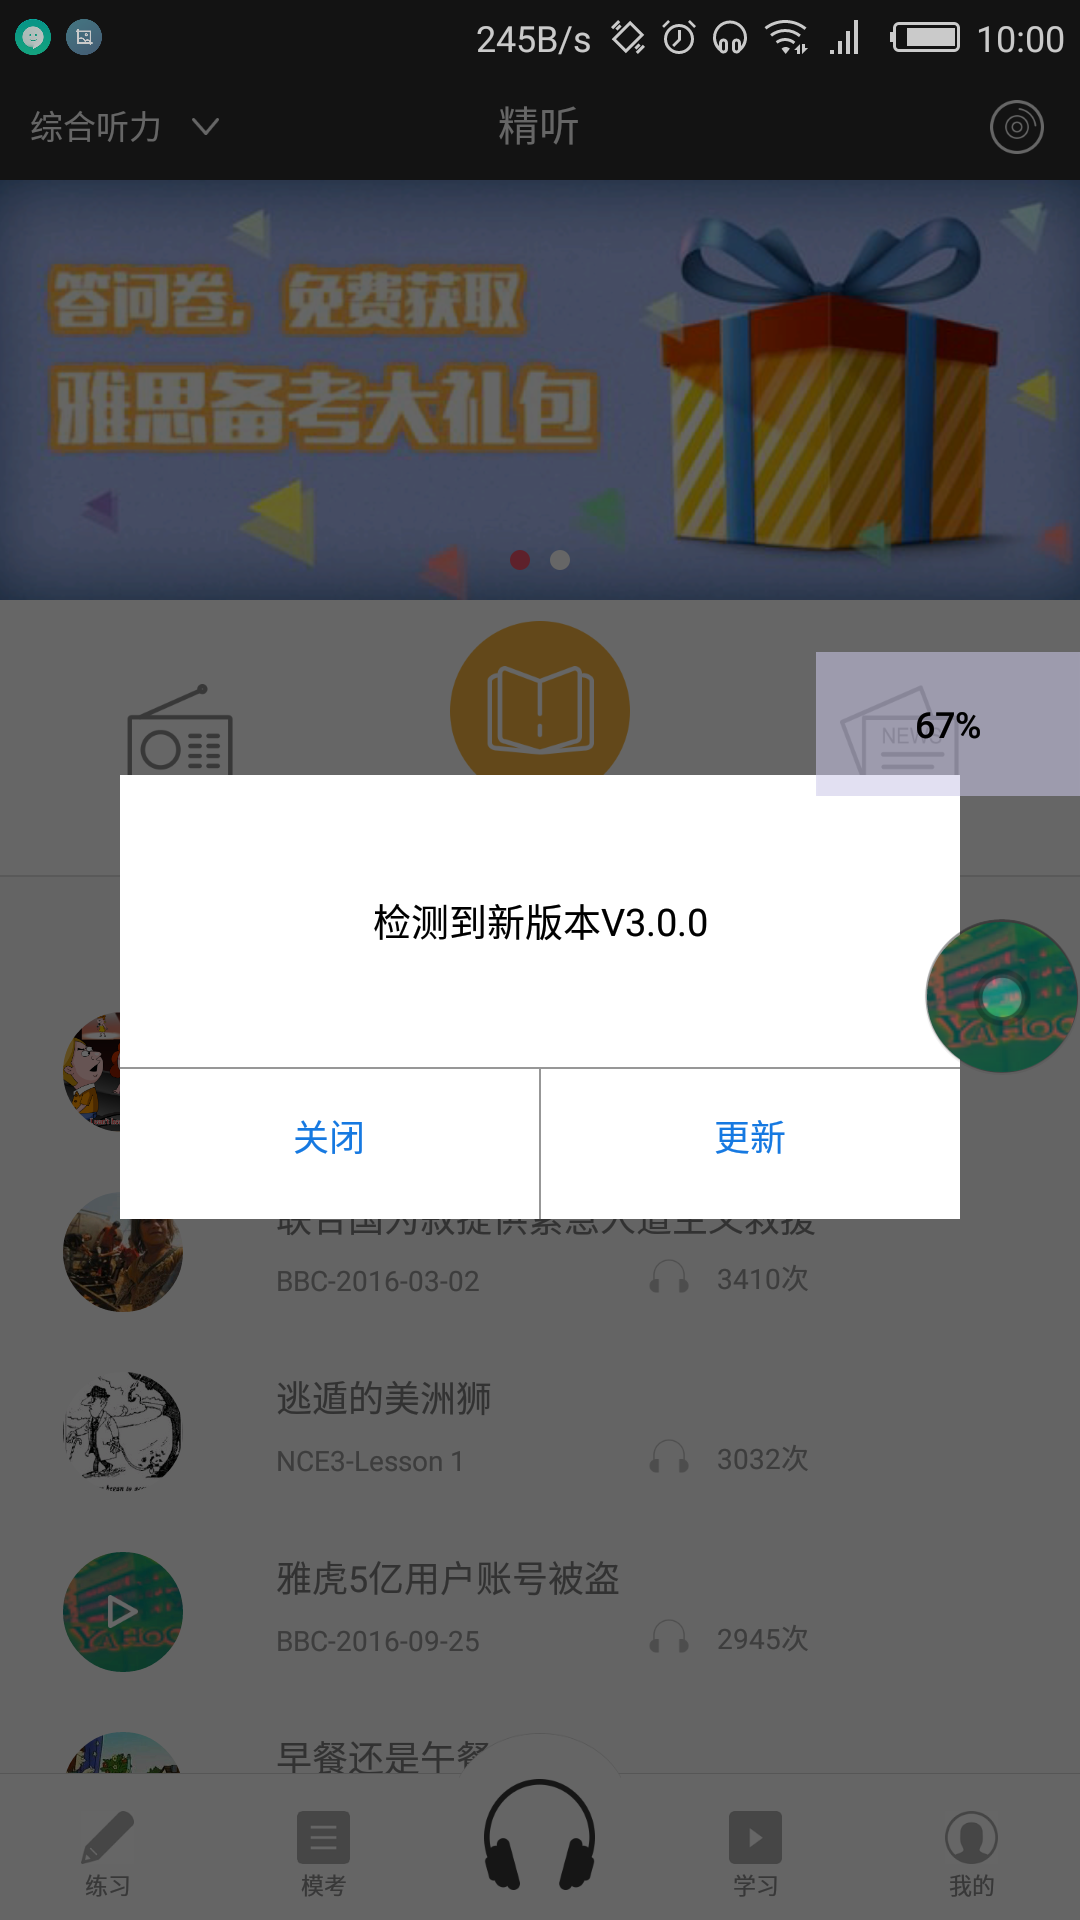 245B/s 10:00
综合听力
精听
答问卷，免费获取
雅思备考大礼包
NEWS
67%
检测到新版本V3.0.0
关闭
更新
YAHOO
BBC-2016-03-02
3410次
逃遁的美洲狮
NCE3-Lesson 1
3032次
雅虎5亿用户账号被盗
BBC-2016-09-25
2945次
早餐还是午餐
练习
模考
学习
我的